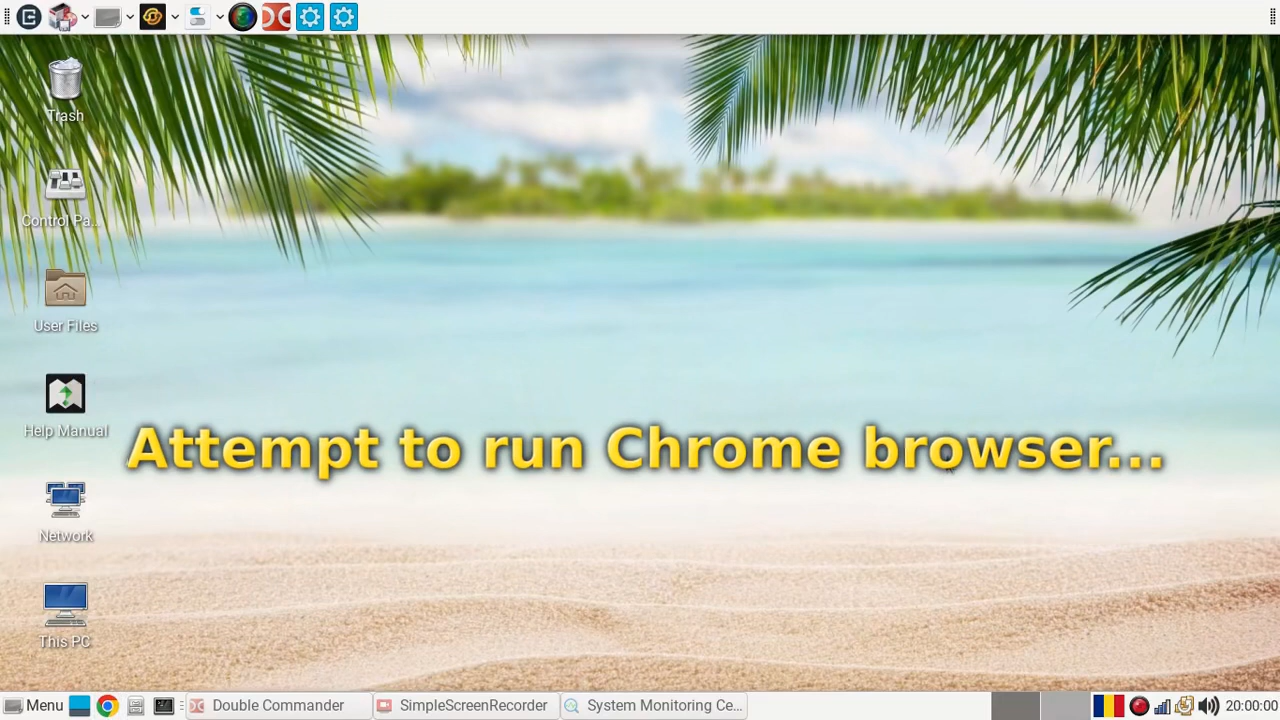 Trash
Control Pa...
User Files
Help Manual
Attempt to run Chrome browser...
Network
This PC
Menu
Double Commander
SimpleScreenRecorder
System Monitoring Ce...
20:00:00